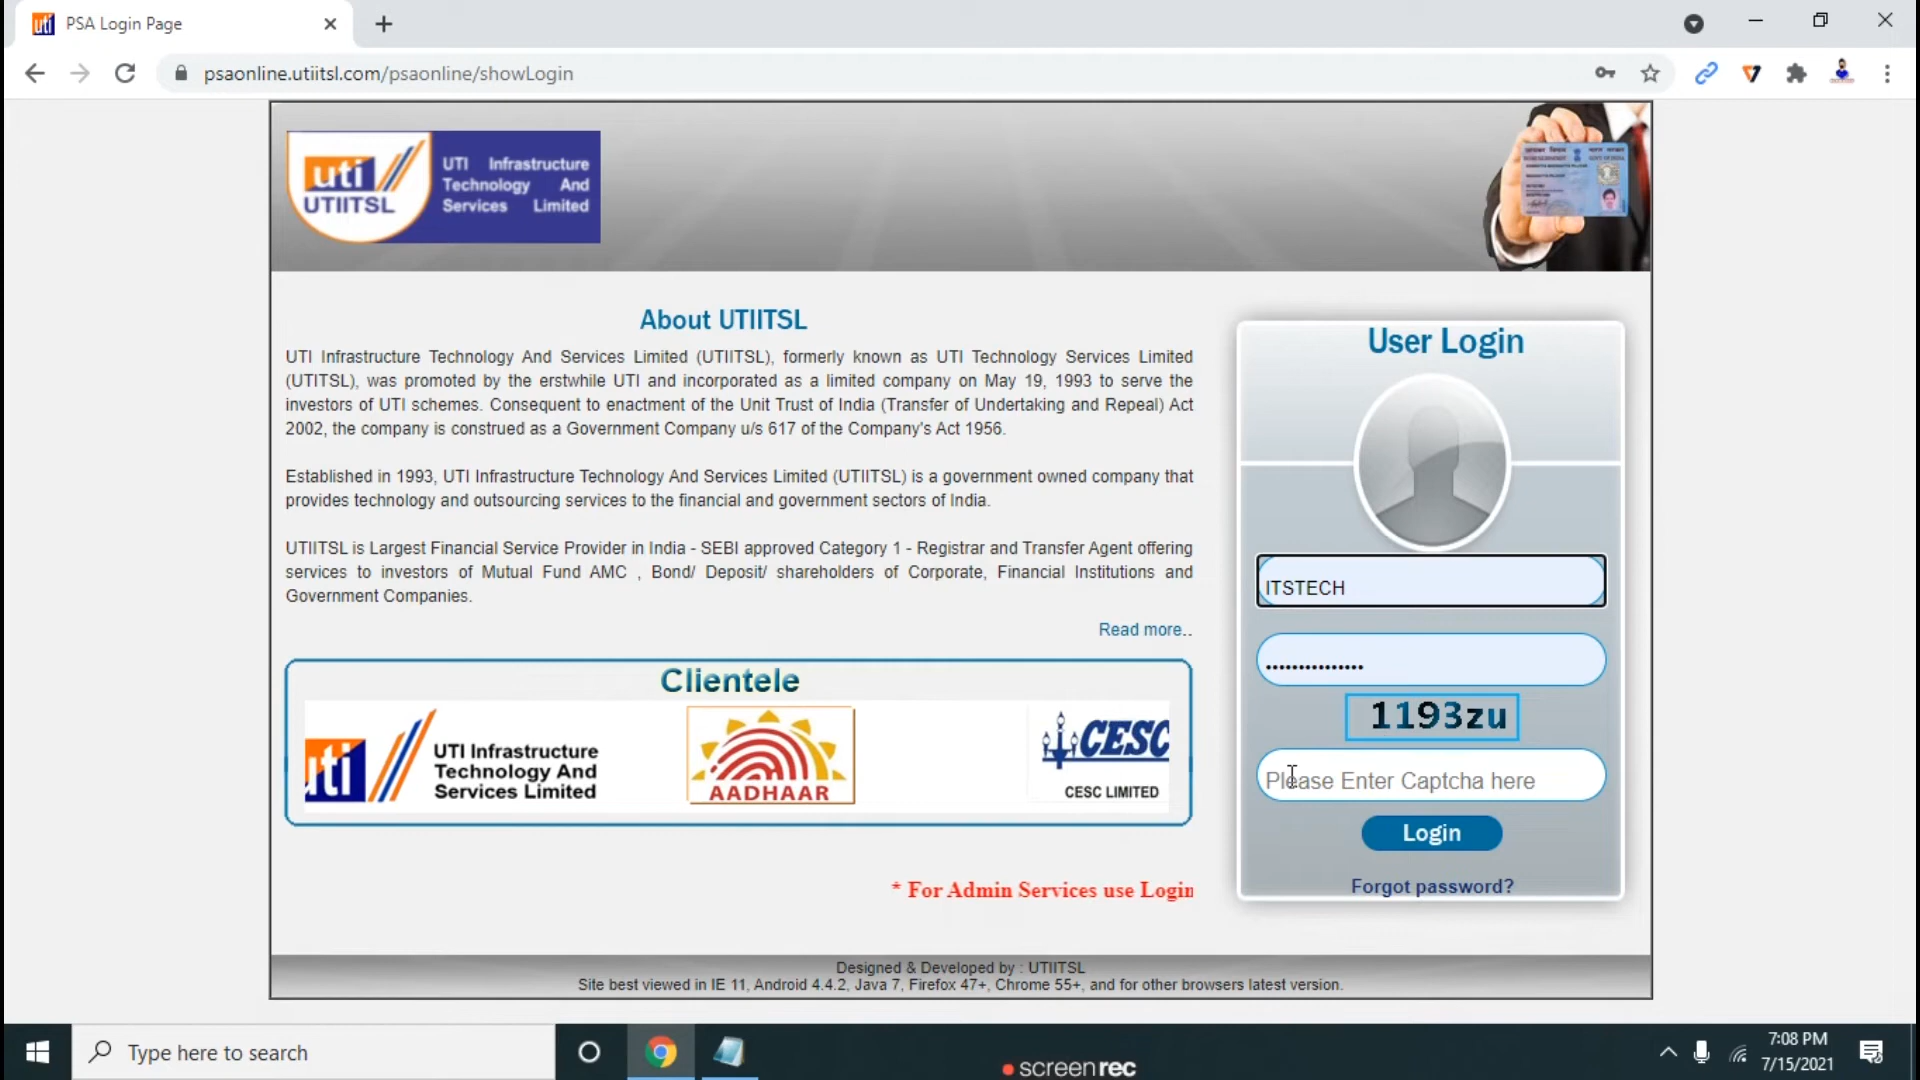 PSA Login Page
psaonline.utiitsl.com/psaonline/showLogin
uti
UTIITSL
UTI Infrastructure
Technology And
Services Limited
About UTIITSL
UTI Infrastructure Technology And Services Limited (UTIITSL), formerly known as UTI Technology Services Limited
(UTITSL), was promoted by the erstwhile UTI and incorporated as a limited company on May 19, 1993 to serve the
investors of UTI schemes. Consequent to enactment of the Unit Trust of India (Transfer of Undertaking and Repeal) Act
2002, the company is construed as a Government Company u/s 617 of the Company's Act 1956.
Established in 1993, UTI Infrastructure Technology And Services Limited (UTIITSL) is a government owned company that
provides technology and outsourcing services to the financial and government sectors of India.
UTIITSL is Largest Financial Service Provider in India - SEBI approved Category 1 - Registrar and Transfer Agent offering
services to investors of Mutual Fund AMC , Bond/ Deposit/ shareholders of Corporate, Financial Institutions and
Government Companies.
Read more..
Clientele
uti
UTI Infrastructure
Technology And
Services Limited
AADHAAR
CESC
CESC LIMITED
* For Admin Services use Login
User Login
ITSTECH
...............
1193zu
Please Enter Captcha here
Login
Forgot password?
Designed & Developed by : UTIITSL
Site best viewed in IE 11, Android 4.4.2, Java 7, Firefox 47+, Chrome 55+, and for other browsers latest version.
Type here to search
screenrec
7:08 PM
7/15/2021